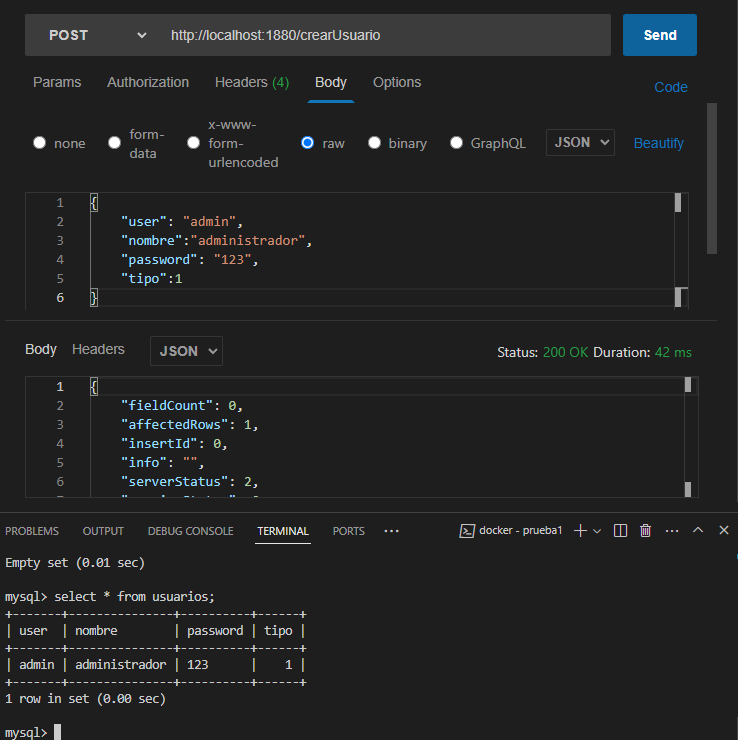 POST http://localhost:1880/crearUsuario Send
Params Authorization Headers (4) Body Options Code
none form-data x-www-form-urlencoded raw binary GraphQL JSON Beautify
1 {
2 "user": "admin",
3 "nombre":"administrador",
4 "password": "123",
5 "tipo":1
6 }
Body Headers JSON Status: 200 OK Duration: 42 ms
1 {
2 "fieldCount": 0,
3 "affectedRows": 1,
4 "insertId": 0,
5 "info": "",
6 "serverStatus": 2,
PROBLEMS OUTPUT DEBUG CONSOLE TERMINAL PORTS ··· docker - prueba1
Empty set (0.01 sec)
mysql> select * from usuarios;
+-------+---------------+----------+------+
| user  | nombre        | password | tipo |
+-------+---------------+----------+------+
| admin | administrador | 123      |    1 |
+-------+---------------+----------+------+
1 row in set (0.00 sec)
mysql>